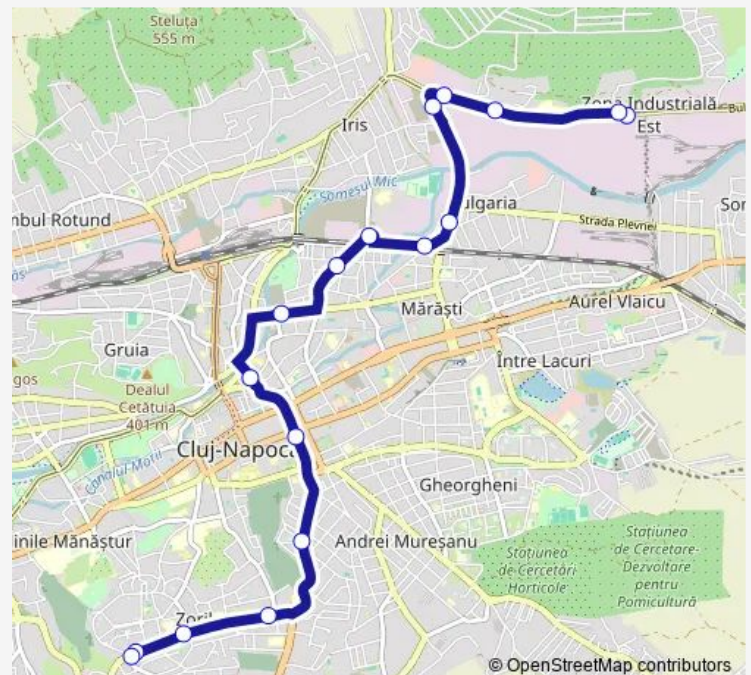 Steluța
555 m
Zona Industrială
Bul
Est
Iris
Someșul Mic
ulgaria
nbul Rotund
Strada Plevnei
Sor
Mărăști
Aurel Vlaicu
Gruia
Între Lacuri
gos
Dealul
Cetățuia
401 m
Cluj-Napoc
Canalul Morii
Gheorgheni
inile Mănăștur
Andrei Mureșanu
Stațiunea
de Cercetări
Horticole
Stațiunea
de Cercetare-
Dezvoltare
pentru
Pomicultură
Zoril
© OpenStreetMap contributors